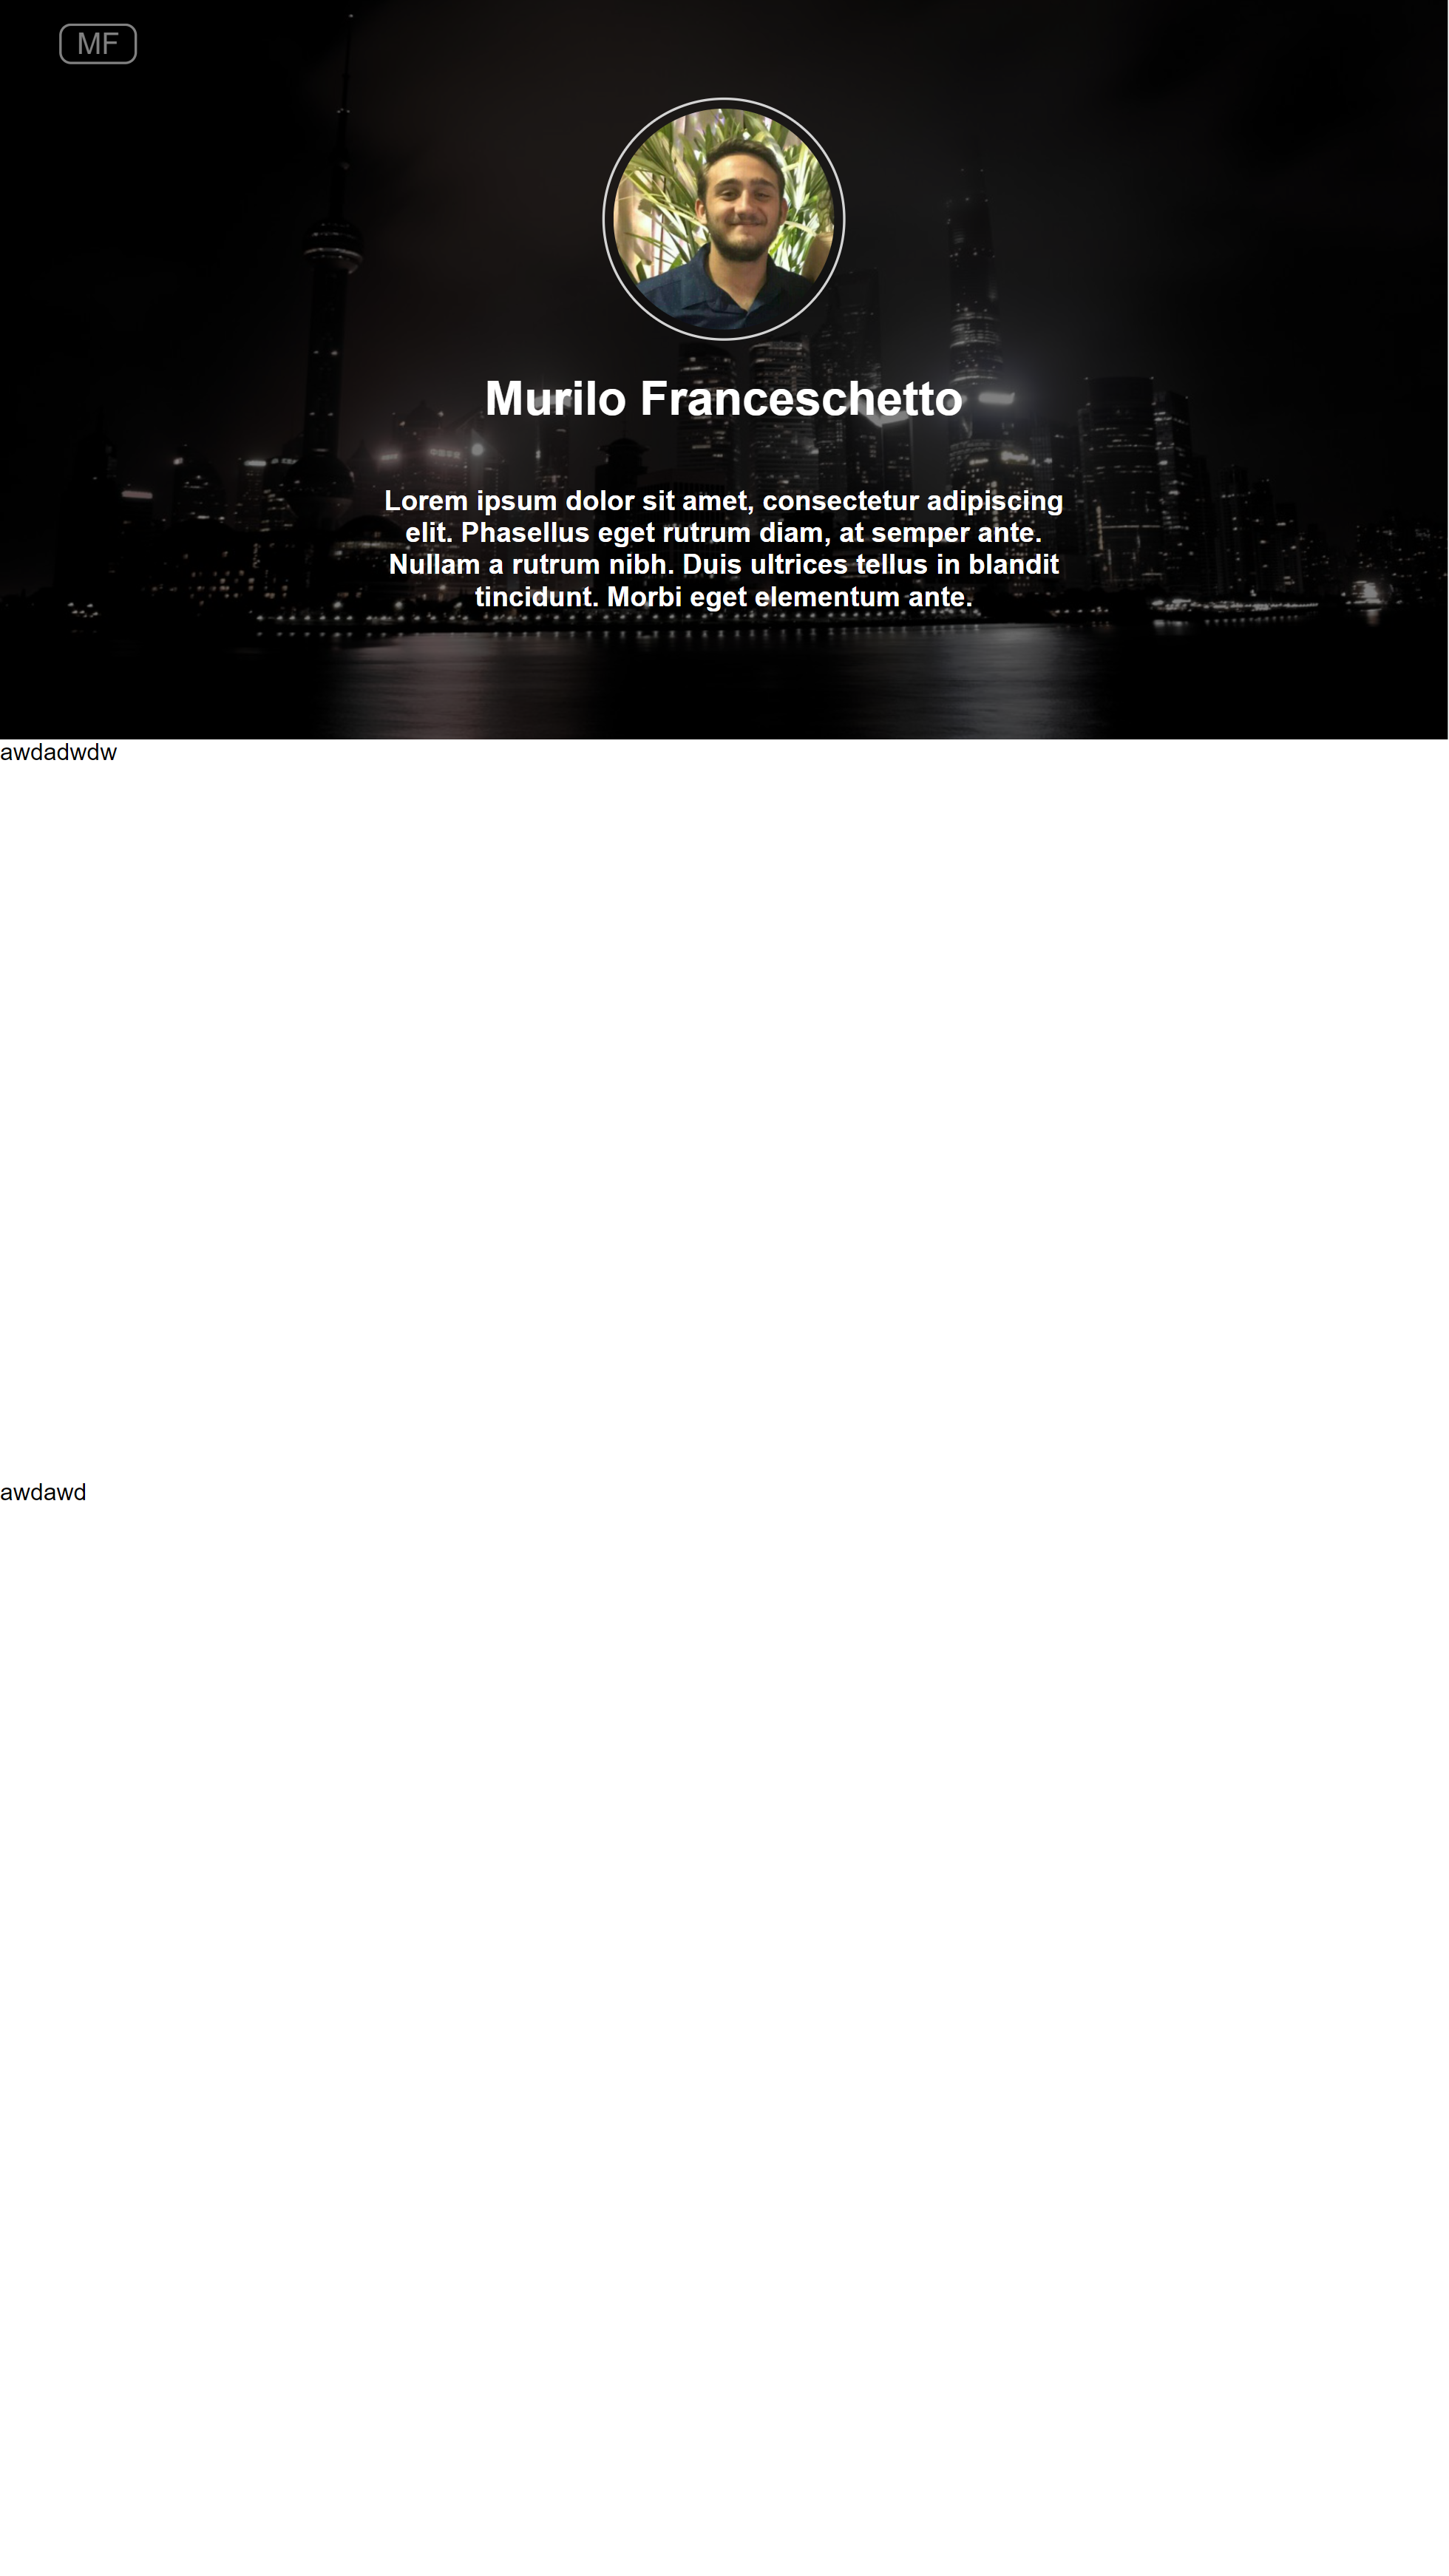 MF
Murilo Franceschetto
Lorem ipsum dolor sit amet, consectetur adipiscing
elit. Phasellus eget rutrum diam, at semper ante.
Nullam a rutrum nibh. Duis ultrices tellus in blandit
tincidunt. Morbi eget elementum ante.
awdadwdw
awdawd